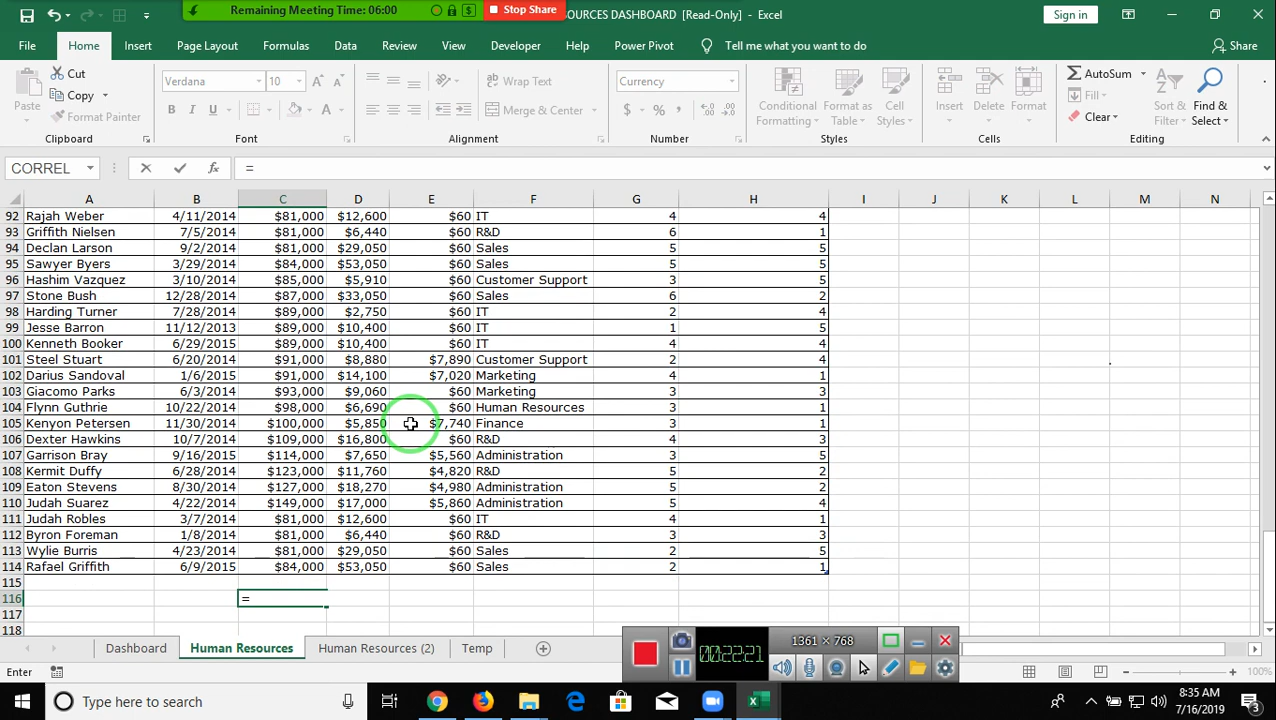 Remaining Meeting Time: 06:00
Stop Share
OURCES DASHBOARD [Read-Only] - Excel
Sign in
File Home Insert Page Layout Formulas Data Review View Developer Help Power Pivot Tell me what you want to do Share
Cut
Copy
Format Painter
Paste
Clipboard
Verdana 10
B I U
Font
Wrap Text
Merge & Center
Alignment
Currency
$ % ,
Number
Conditional Formatting
Format as Table
Cell Styles
Styles
Insert Delete Format
Cells
AutoSum
Fill
Clear
Sort & Filter
Find & Select
Editing
CORREL fx =
A B C D E F G H I J K L M N
92 Rajah Weber 4/11/2014 $81,000 $12,600 $60 IT 4 4
93 Griffith Nielsen 7/5/2014 $81,000 $6,440 $60 R&D 6 1
94 Declan Larson 9/2/2014 $81,000 $29,050 $60 Sales 5 5
95 Sawyer Byers 3/29/2014 $84,000 $53,050 $60 Sales 5 5
96 Hashim Vazquez 3/10/2014 $85,000 $5,910 $60 Customer Support 3 4
97 Stone Bush 12/28/2014 $87,000 $33,050 $60 Sales 6 2
98 Harding Turner 7/28/2014 $89,000 $2,750 $60 IT 2 4
99 Jesse Barron 11/12/2013 $89,000 $10,400 $60 IT 1 5
100 Kenneth Booker 6/29/2015 $89,000 $10,400 $60 IT 4 4
101 Steel Stuart 6/20/2014 $91,000 $8,880 $7,890 Customer Support 2 4
102 Darius Sandoval 1/6/2015 $91,000 $14,100 $7,020 Marketing 4 1
103 Giacomo Parks 6/3/2014 $93,000 $9,060 $60 Marketing 3 3
104 Flynn Guthrie 10/22/2014 $98,000 $6,690 $60 Human Resources 3 1
105 Kenyon Petersen 11/30/2014 $100,000 $5,850 $7,740 Finance 3 1
106 Dexter Hawkins 10/7/2014 $109,000 $16,800 $60 R&D 4 3
107 Garrison Bray 9/16/2015 $114,000 $7,650 $5,560 Administration 3 5
108 Kermit Duffy 6/28/2014 $123,000 $11,760 $4,820 R&D 5 2
109 Eaton Stevens 8/30/2014 $127,000 $18,270 $4,980 Administration 5 2
110 Judah Suarez 4/22/2014 $149,000 $17,000 $5,860 Administration 5 4
111 Judah Robles 3/7/2014 $81,000 $12,600 $60 IT 4 1
112 Byron Foreman 1/8/2014 $81,000 $6,440 $60 R&D 3 3
113 Wylie Burris 4/23/2014 $81,000 $29,050 $60 Sales 2 5
114 Rafael Griffith 6/9/2015 $84,000 $53,050 $60 Sales 2 1
115
116 =
117
118
Dashboard Human Resources Human Resources (2) Temp
1361 × 768
00:22:21
Enter
100%
Type here to search
8:35 AM
7/16/2019
3